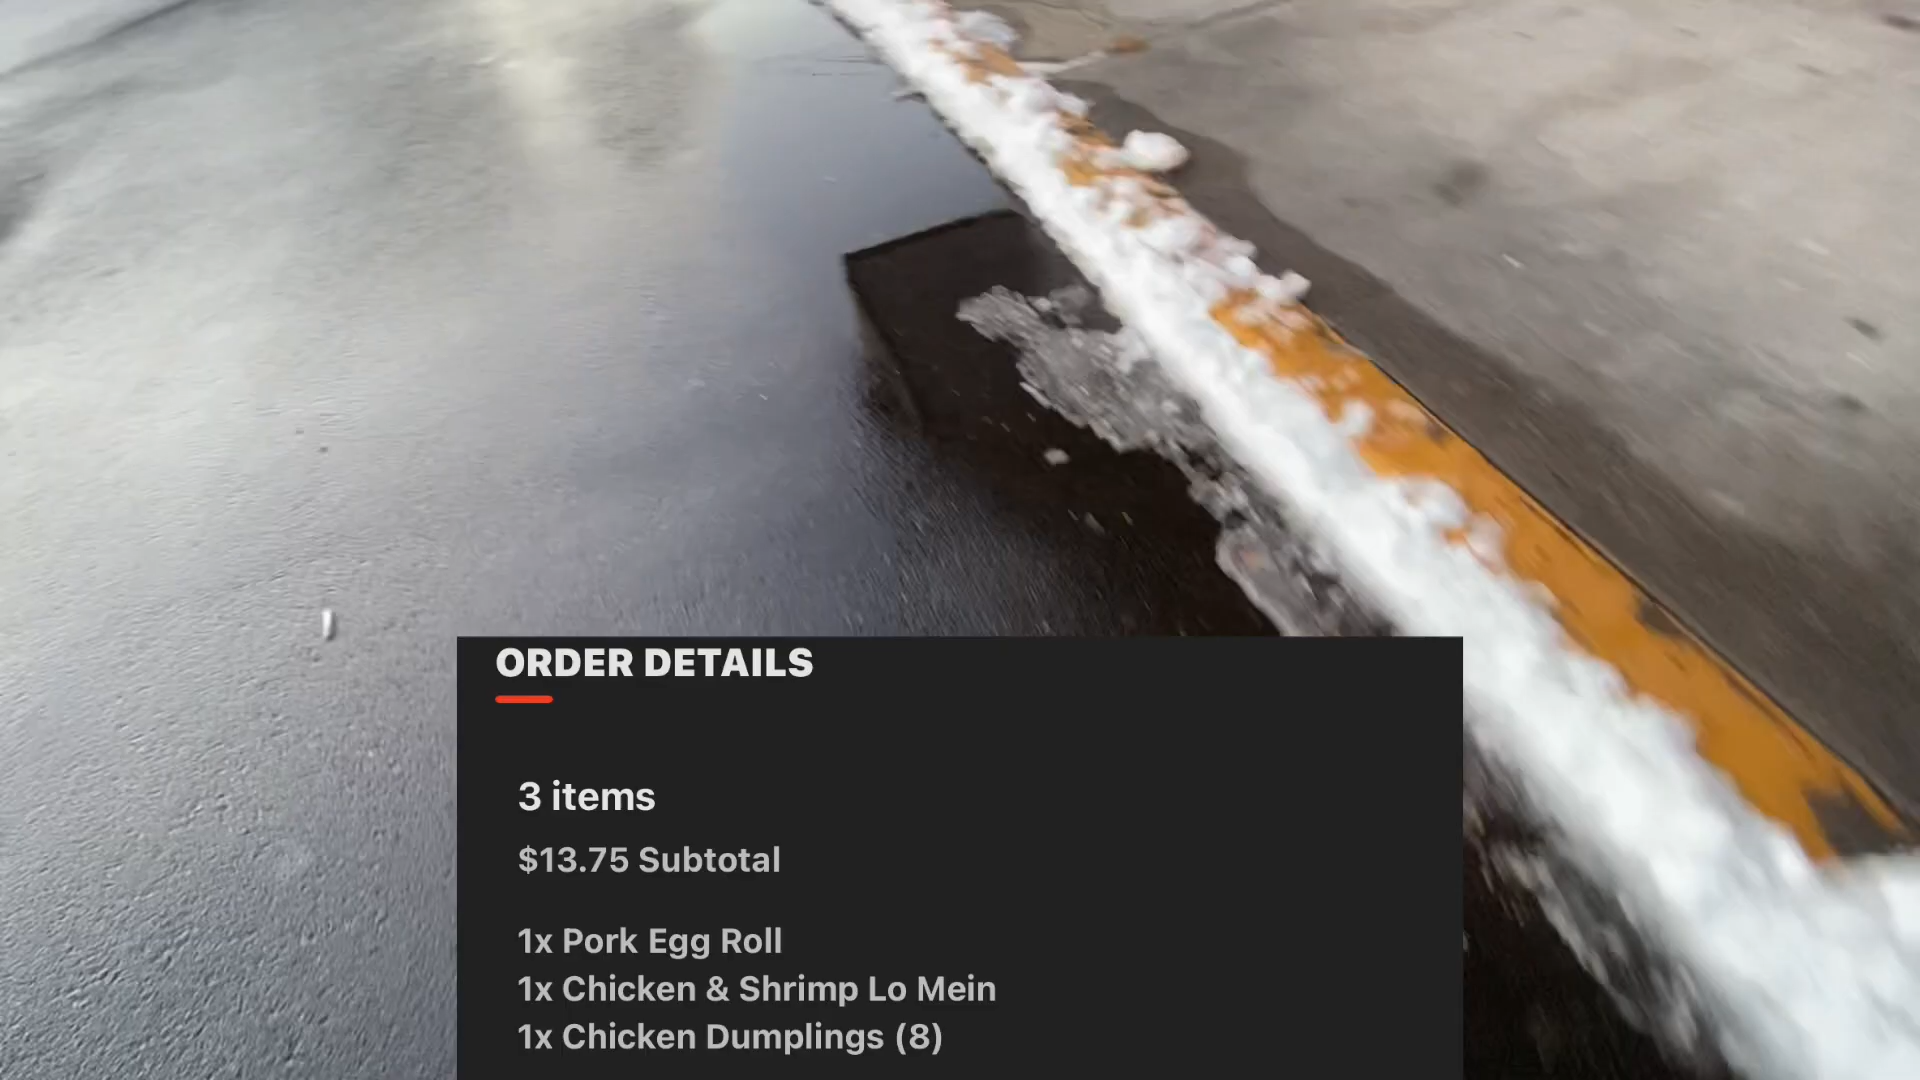 ORDER DETAILS
3 items
$13.75 Subtotal
1x Pork Egg Roll
1x Chicken & Shrimp Lo Mein
1x Chicken Dumplings (8)